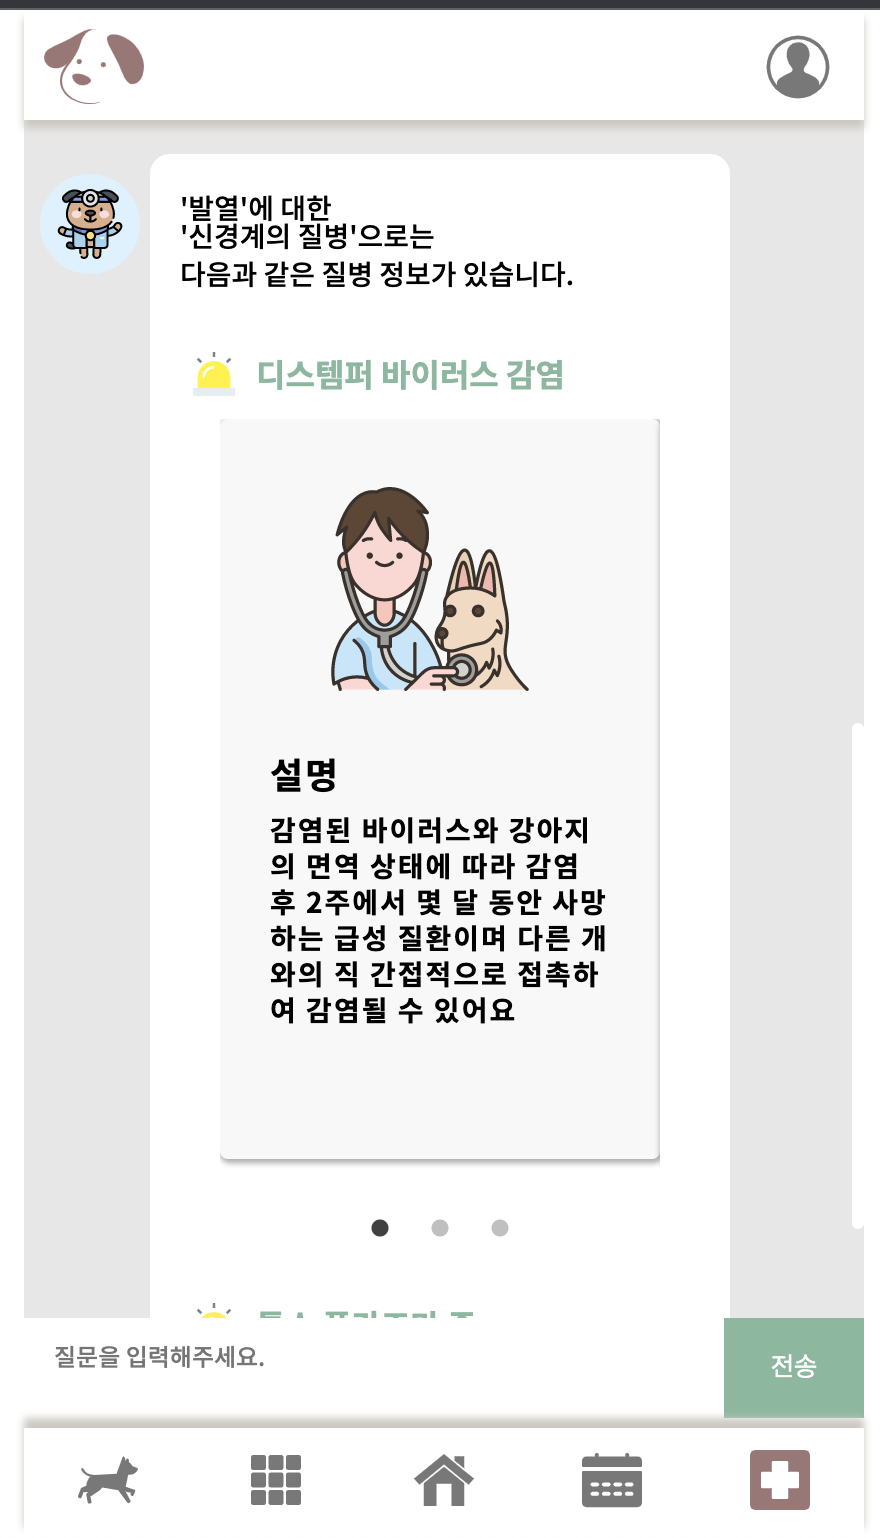 '발열'에 대한
'신경계의 질병'으로는
다음과 같은 질병 정보가 있습니다.
디스템퍼 바이러스 감염
설명
감염된 바이러스와 강아지
의 면역 상태에 따라 감염
후 2주에서 몇 달 동안 사망
하는 급성 질환이며 다른 개
와의 직 간접적으로 접촉하
여 감염될 수 있어요
질문을 입력해주세요.
전송